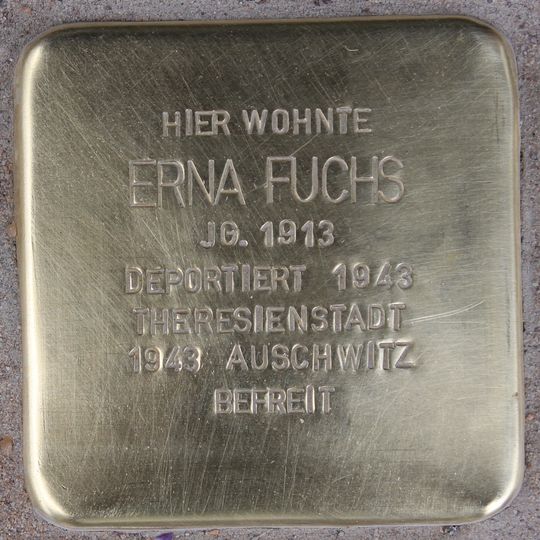 HIER WOHNTE
ERNA FUCHS
JG. 1913
DEPORTIERT 1943
THERESIENSTADT
1943 AUSCHWITZ
BEFREIT